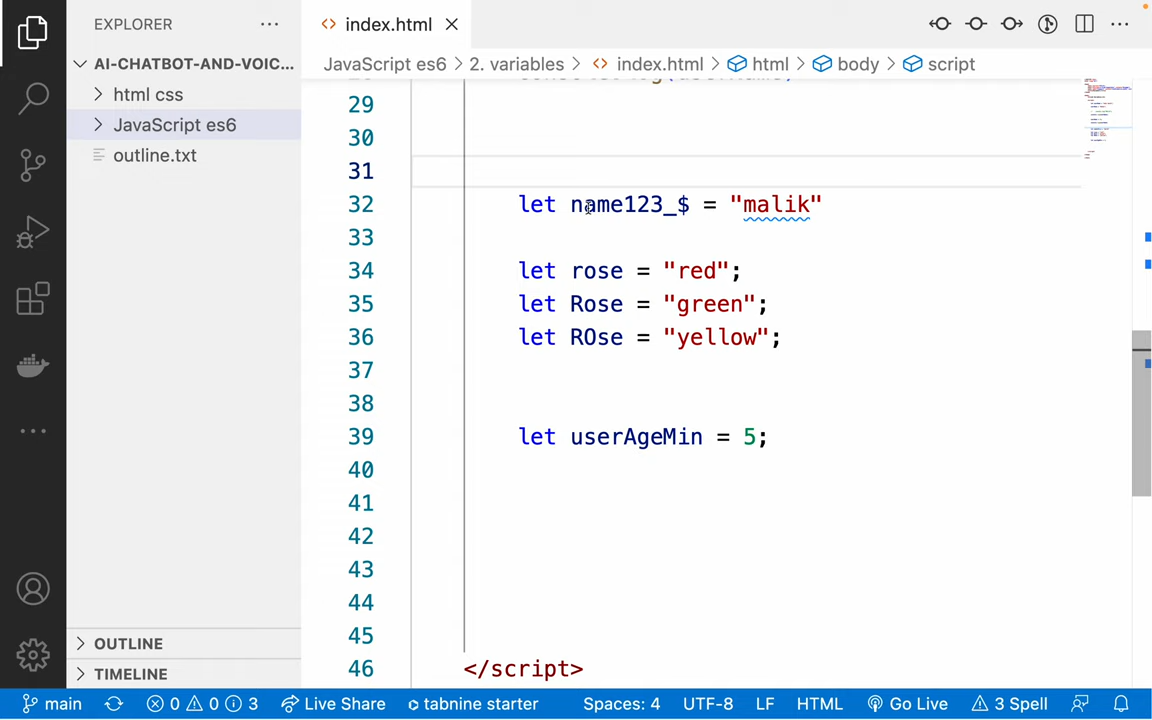 EXPLORER
index.html
AI-CHATBOT-AND-VOIC...
html css
JavaScript es6
outline.txt
OUTLINE
TIMELINE
JavaScript es6 > 2. variables > index.html > html > body > script
29
30
31
32 let name123_$ = "malik"
33
34 let rose = "red";
35 let Rose = "green";
36 let ROse = "yellow";
37
38
39 let userAgeMin = 5;
40
41
42
43
44
45
46 </script>
main 0 0 3 Live Share tabnine starter Spaces: 4 UTF-8 LF HTML Go Live 3 Spell